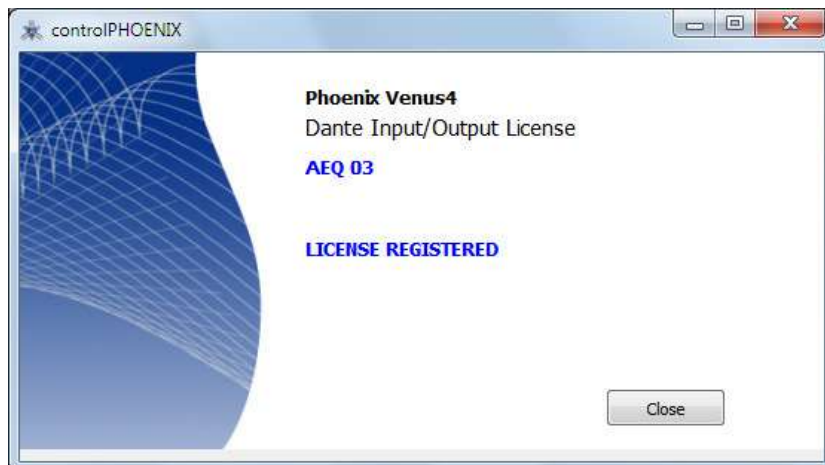 controlPHOENIX
Phoenix Venus4
Dante Input/Output License
AEQ 03
LICENSE REGISTERED
Close